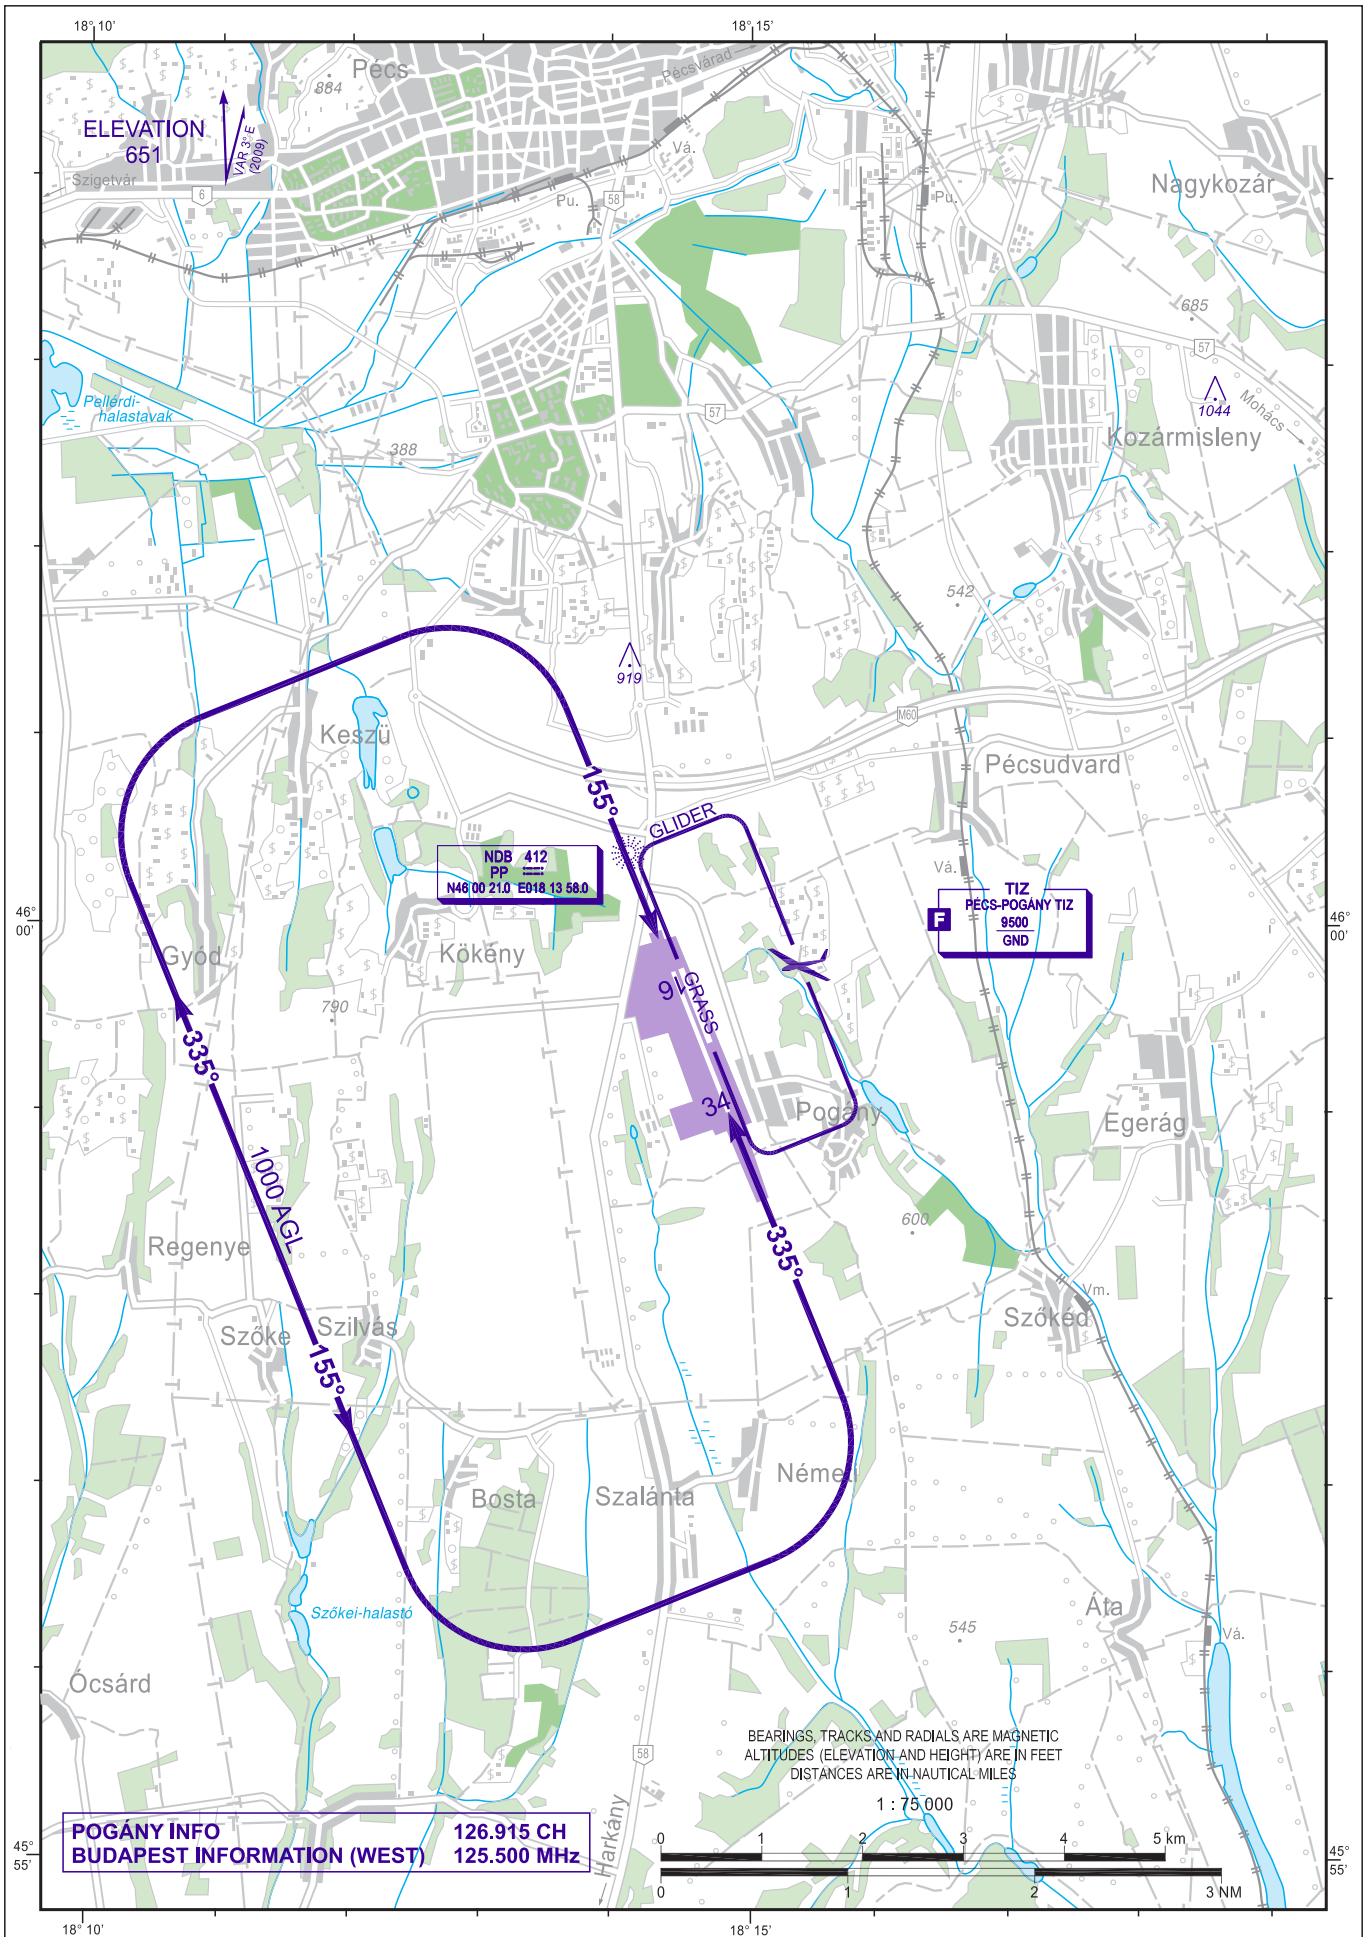 18° 10'
18° 15'
Pécs
Pécsvárad
884
ELEVATION
651
VAR 3° E
(2009)
Szigetvár
6
Vá.
Pu.
58
Pu.
Nagykozár
685
57
1044
Mohács
Pellérdi-
halastavak
57
Kozármisleny
388
542
919
M60
Keszü
Pécsudvard
155°
GLIDER
NDB 412
PP
N46 00 21.0 E018 13 58.0
Vá.
TIZ
F
PÉCS-POGÁNY TIZ
9500
GND
46°
00'
46°
00'
Gyód
Kökény
16
GRASS
790
335°
34
Pogány
Egerág
1000 AGL
600
Regenye
335°
Vm.
Szőke
Szilvás
Szőkéd
155°
Németi
Bosta
Szalánta
Szőkei-halastó
Áta
545
Vá.
Ócsárd
BEARINGS, TRACKS AND RADIALS ARE MAGNETIC
ALTITUDES (ELEVATION AND HEIGHT) ARE IN FEET
DISTANCES ARE IN NAUTICAL MILES
58
1 : 75 000
POGÁNY INFO 126.915 CH
BUDAPEST INFORMATION (WEST) 125.500 MHz
Harkány
0 1 2 3 4 5 km
0 1 2 3 NM
45°
55'
45°
55'
18° 10'
18° 15'